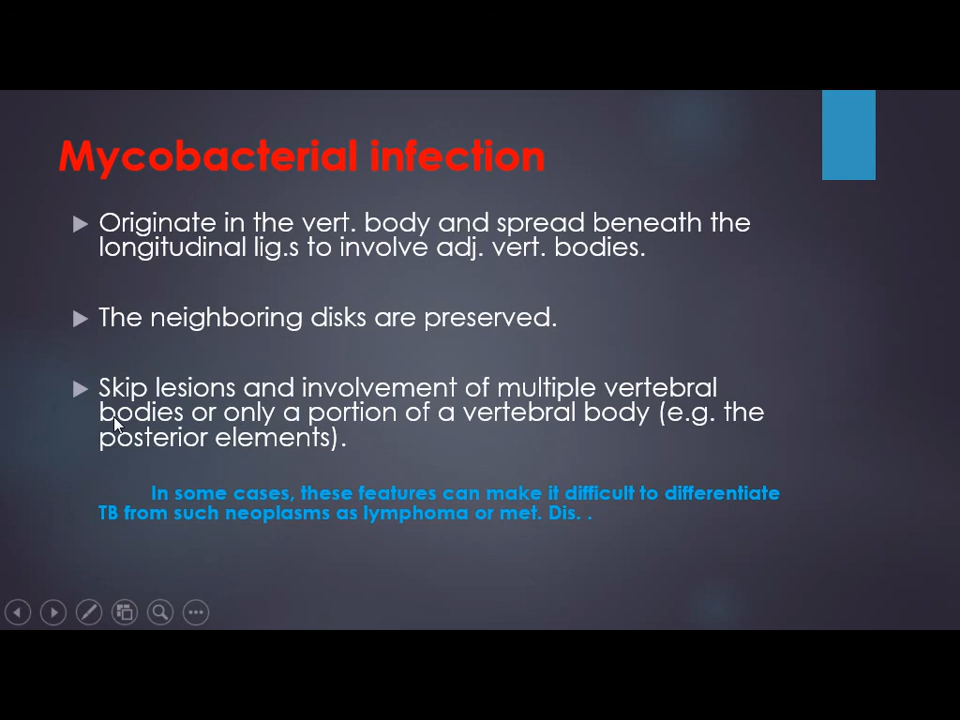 Mycobacterial infection
Originate in the vert. body and spread beneath the
longitudinal lig.s to involve adj. vert. bodies.
The neighboring disks are preserved.
Skip lesions and involvement of multiple vertebral
bodies or only a portion of a vertebral body (e.g. the
posterior elements).
In some cases, these features can make it difficult to differentiate
TB from such neoplasms as lymphoma or met. Dis. .